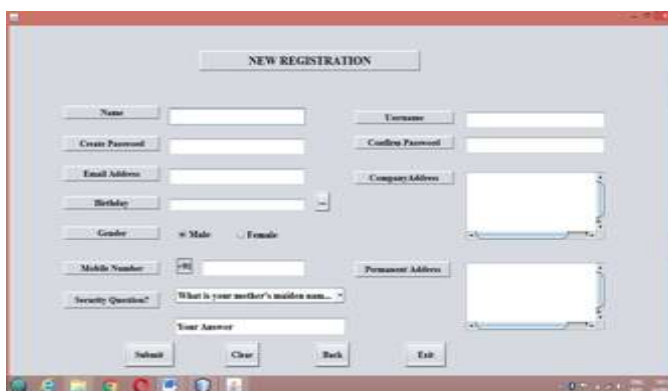 NEW REGISTRATION
Name
Username
Create Password
Confirm Password
Email Address
CompanyAddress
Birthday
...
Gender
Male
Female
Mobile Number
+91
Permanent Address
Security Question?
What is your mother's maiden nam...
Your Answer
Submit
Clear
Back
Exit